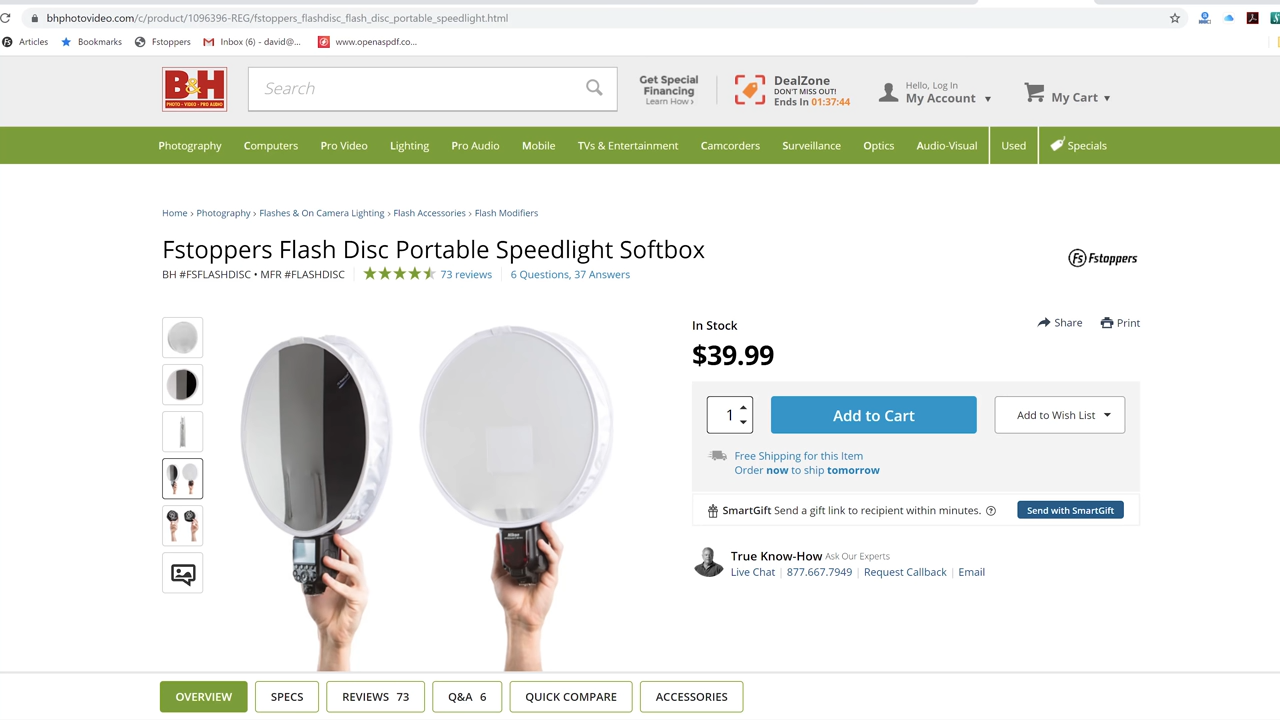 bhphotovideo.com/c/product/1096396-REG/fstoppers_flashdisc_flash_disc_portable_speedlight.html
Articles Bookmarks Fstoppers Inbox (6) - david@... www.openaspdf.co...
B&H
PHOTO - VIDEO - PRO AUDIO
Search
Get Special
Financing
Learn How ›
DealZone
DON'T MISS OUT!
Ends In 01:37:44
Hello, Log In
My Account
My Cart
Photography Computers Pro Video Lighting Pro Audio Mobile TVs & Entertainment Camcorders Surveillance Optics Audio-Visual Used Specials
Home › Photography › Flashes & On Camera Lighting › Flash Accessories › Flash Modifiers
Fstoppers Flash Disc Portable Speedlight Softbox
BH #FSFLASHDISC • MFR #FLASHDISC 73 reviews 6 Questions, 37 Answers
Fs Fstoppers
In Stock
Share Print
$39.99
1 Add to Cart Add to Wish List
Free Shipping for this Item
Order now to ship tomorrow
SmartGift Send a gift link to recipient within minutes. ? Send with SmartGift
True Know-How Ask Our Experts
Live Chat | 877.667.7949 | Request Callback | Email
OVERVIEW SPECS REVIEWS 73 Q&A 6 QUICK COMPARE ACCESSORIES